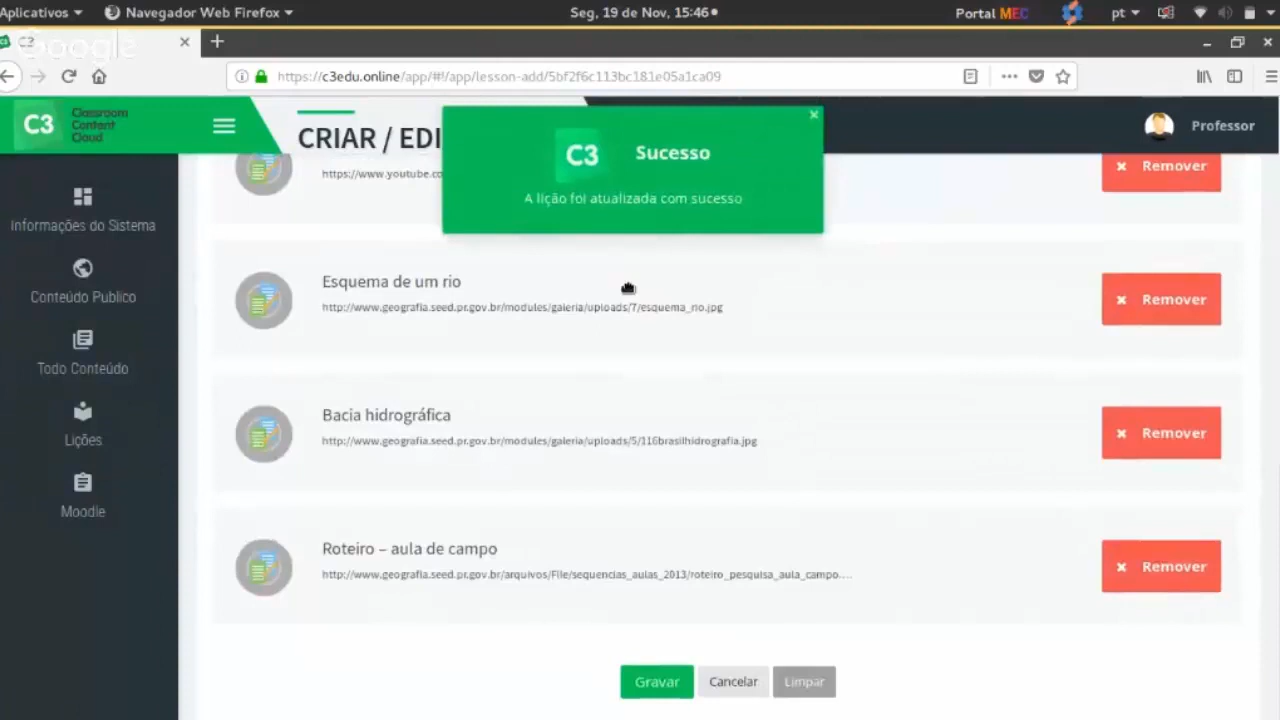 Aplicativos
Navegador Web Firefox
Seg, 19 de Nov, 15:46
Portal MEC
pt
C3
Google
https://c3edu.online/app/#!/app/lesson-add/5bf2f6c113bc181e05a1ca09
C3
Classroom
Content
Cloud
CRIAR / EDI
Professor
C3
Sucesso
A lição foi atualizada com sucesso
https://www.youtube.co
Remover
Informações do Sistema
Conteúdo Publico
Todo Conteúdo
Lições
Moodle
Esquema de um rio
http://www.geografia.seed.pr.gov.br/modules/galeria/uploads/7/esquema_rio.jpg
Remover
Bacia hidrográfica
http://www.geografia.seed.pr.gov.br/modules/galeria/uploads/5/116brasilhidrografia.jpg
Remover
Roteiro – aula de campo
http://www.geografia.seed.pr.gov.br/arquivos/File/sequencias_aulas_2013/roteiro_pesquisa_aula_campo....
Remover
Gravar
Cancelar
Limpar